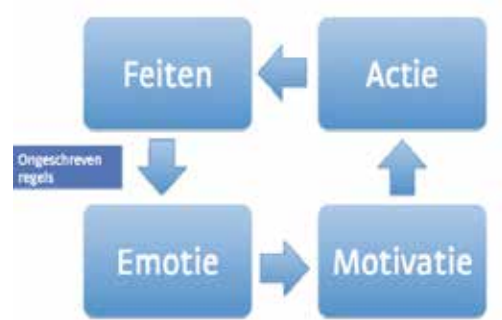 Feiten
Actie
Ongeschreven
regels
Emotie
Motivatie